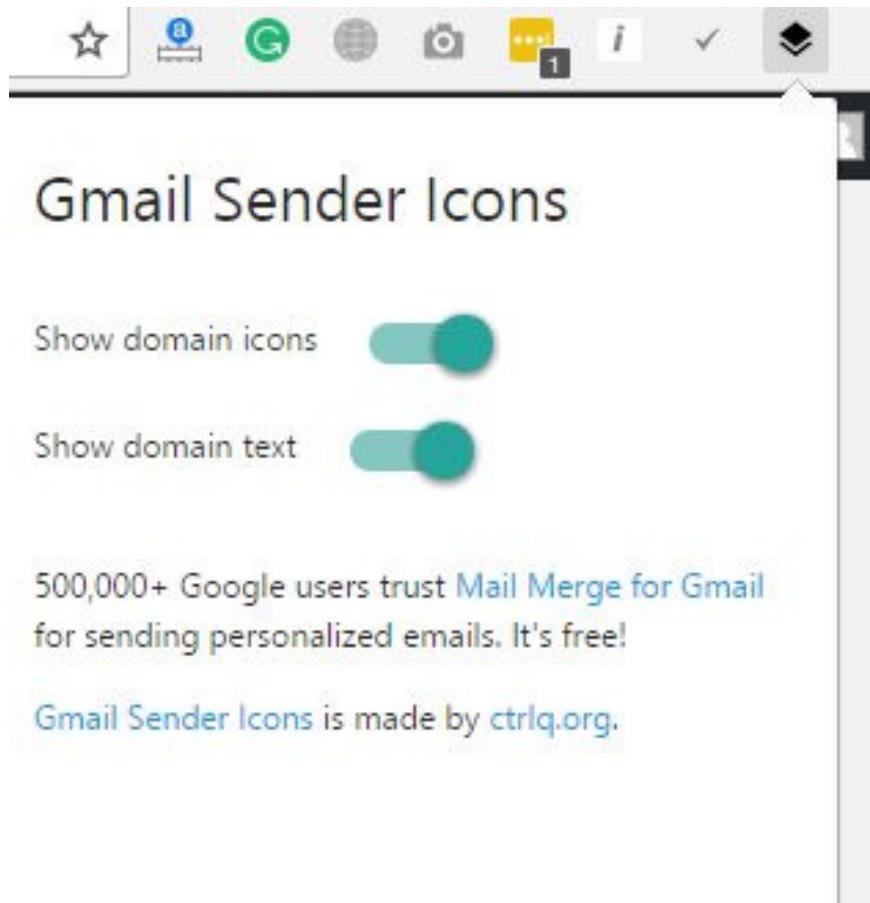 a
G
1
i
Gmail Sender Icons
Show domain icons
Show domain text
500,000+ Google users trust Mail Merge for Gmail
for sending personalized emails. It's free!
Gmail Sender Icons is made by ctrlq.org.